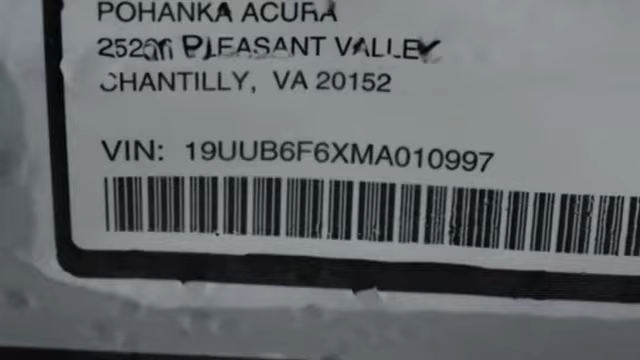 POHANKA ACURA
PLEASANT VALLEY
CHANTILLY, VA 20152
VIN: 19UUB6F6XMA010997